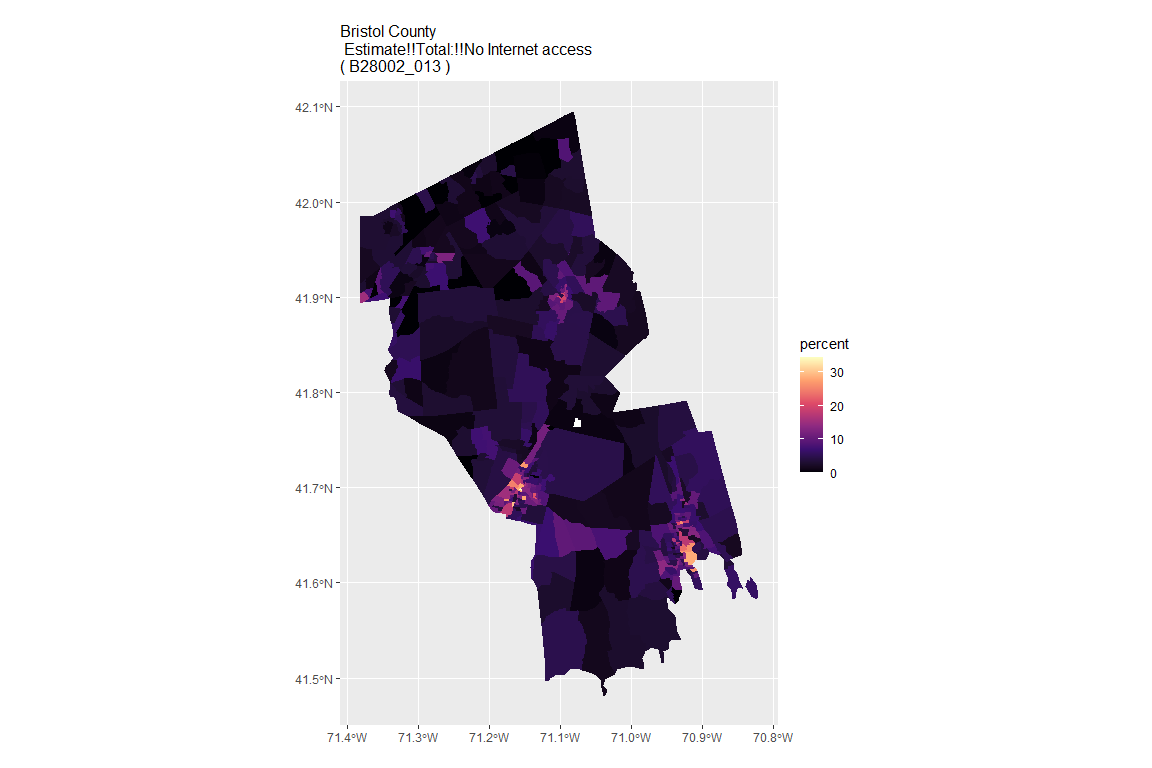 Bristol County
Estimate!!Total:!!No Internet access
( B28002_013 )
42.1°N
42.0°N
41.9°N
41.8°N
41.7°N
41.6°N
41.5°N
71.4°W 71.3°W 71.2°W 71.1°W 71.0°W 70.9°W 70.8°W
percent
30
20
10
0